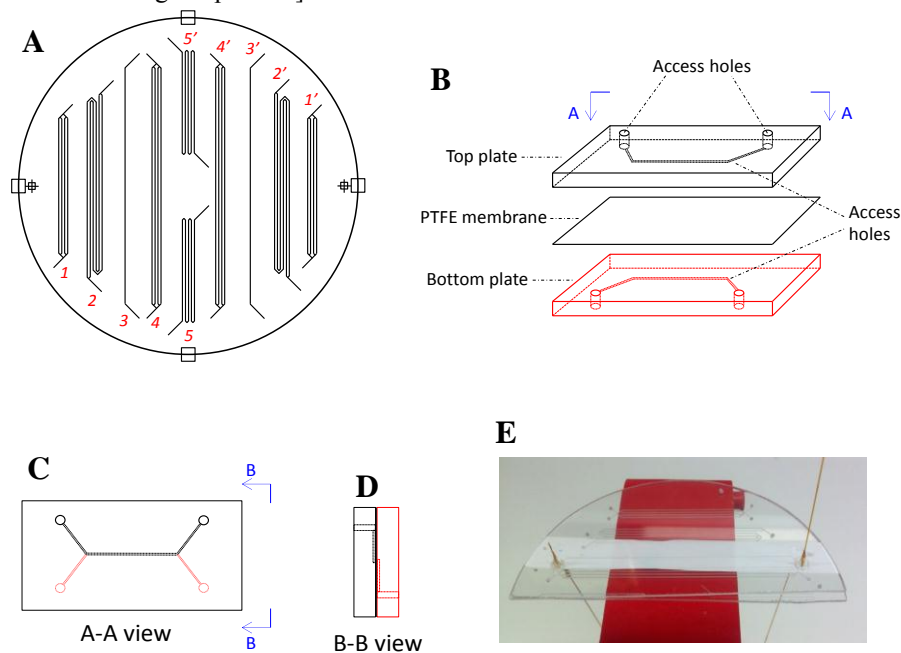 A
5'
4'
3'
2'
1'
1
2
3
4
5
B
Access holes
A
A
Top plate
PTFE membrane
Access
holes
Bottom plate
C
B
B
A-A view
D
B-B view
E